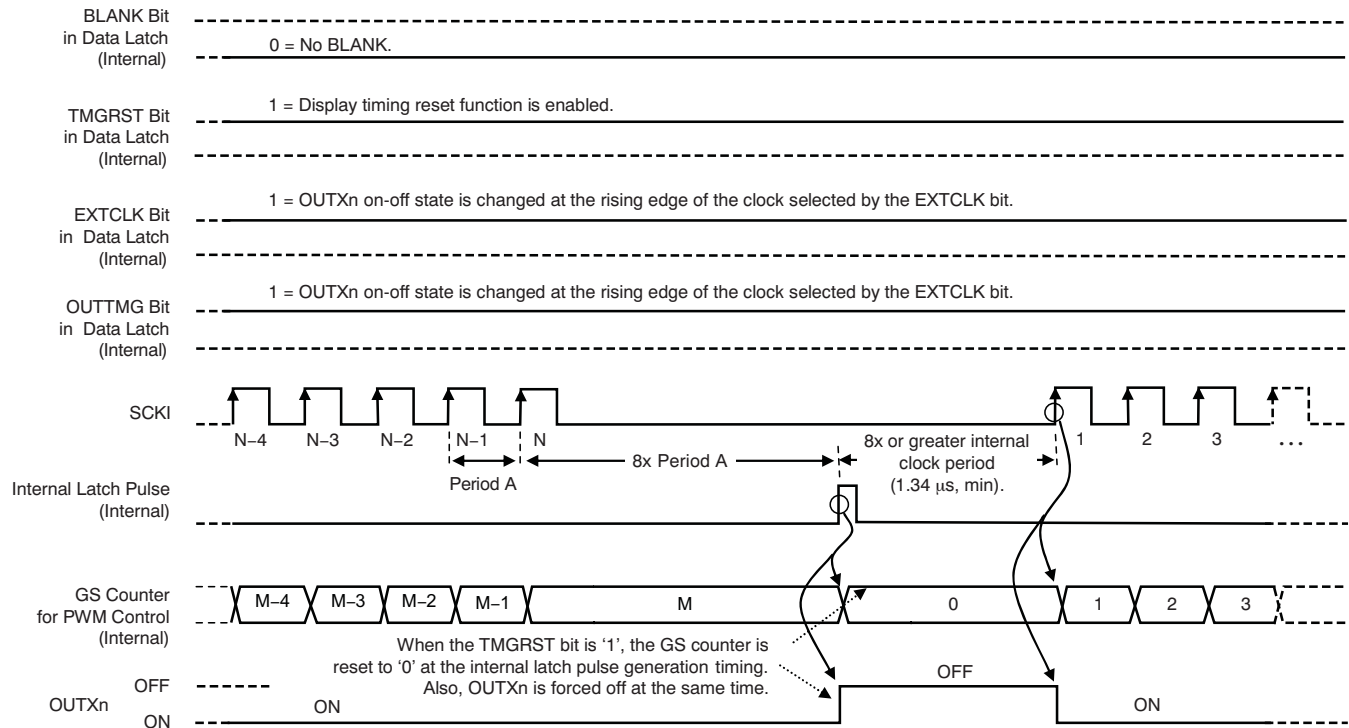 BLANK Bit
in Data Latch
(Internal)
0 = No BLANK.
TMGRST Bit
in Data Latch
(Internal)
1 = Display timing reset function is enabled.
EXTCLK Bit
in Data Latch
(Internal)
1 = OUTXn on-off state is changed at the rising edge of the clock selected by the EXTCLK bit.
OUTTMG Bit
in Data Latch
(Internal)
1 = OUTXn on-off state is changed at the rising edge of the clock selected by the EXTCLK bit.
SCKI
N−4 N−3 N−2 N−1 N 1 2 3 ...
Period A
8x Period A
8x or greater internal
clock period
(1.34 μs, min).
Internal Latch Pulse
(Internal)
GS Counter
for PWM Control
(Internal)
M−4 M−3 M−2 M−1 M 0 1 2 3
When the TMGRST bit is ‘1’, the GS counter is
reset to ‘0’ at the internal latch pulse generation timing.
Also, OUTXn is forced off at the same time.
OUTXn
OFF
ON
ON OFF ON